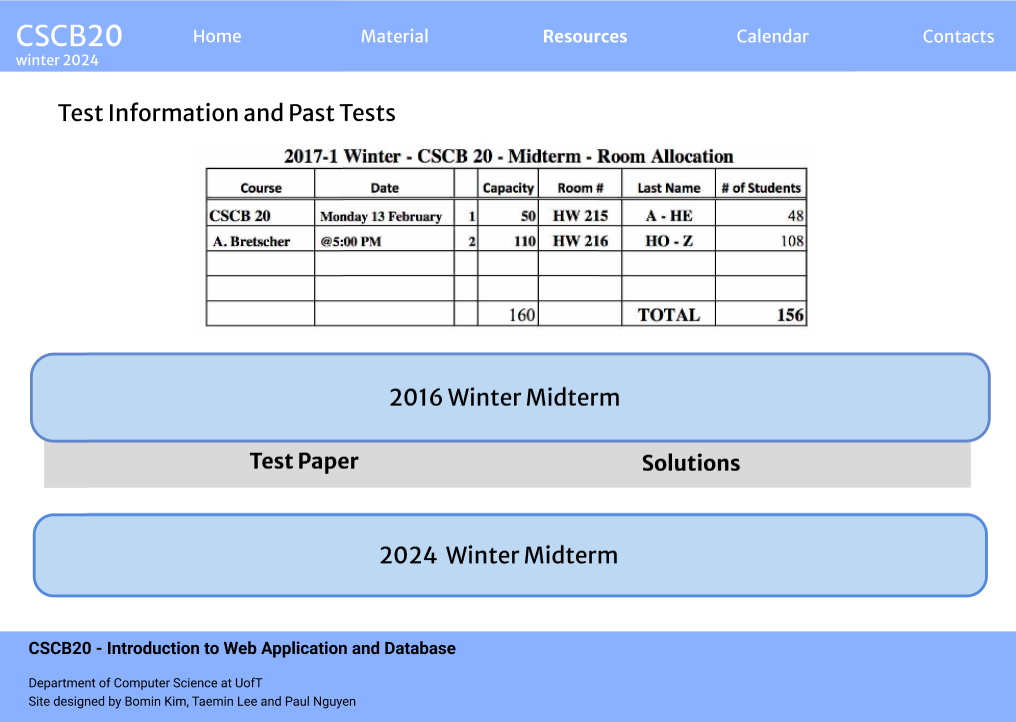 CSCB20 Home Material Resources Calendar Contacts
winter 2024
Test Information and Past Tests
2017-1 Winter - CSCB 20 - Midterm - Room Allocation
Course Date Capacity Room # Last Name # of Students
CSCB 20 Monday 13 February 1 50 HW 215 A - HE 48
A. Bretscher @5:00 PM 2 110 HW 216 HO - Z 108
160 TOTAL 156
2016 Winter Midterm
Test Paper Solutions
2024 Winter Midterm
CSCB20 - Introduction to Web Application and Database
Department of Computer Science at UofT
Site designed by Bomin Kim, Taemin Lee and Paul Nguyen